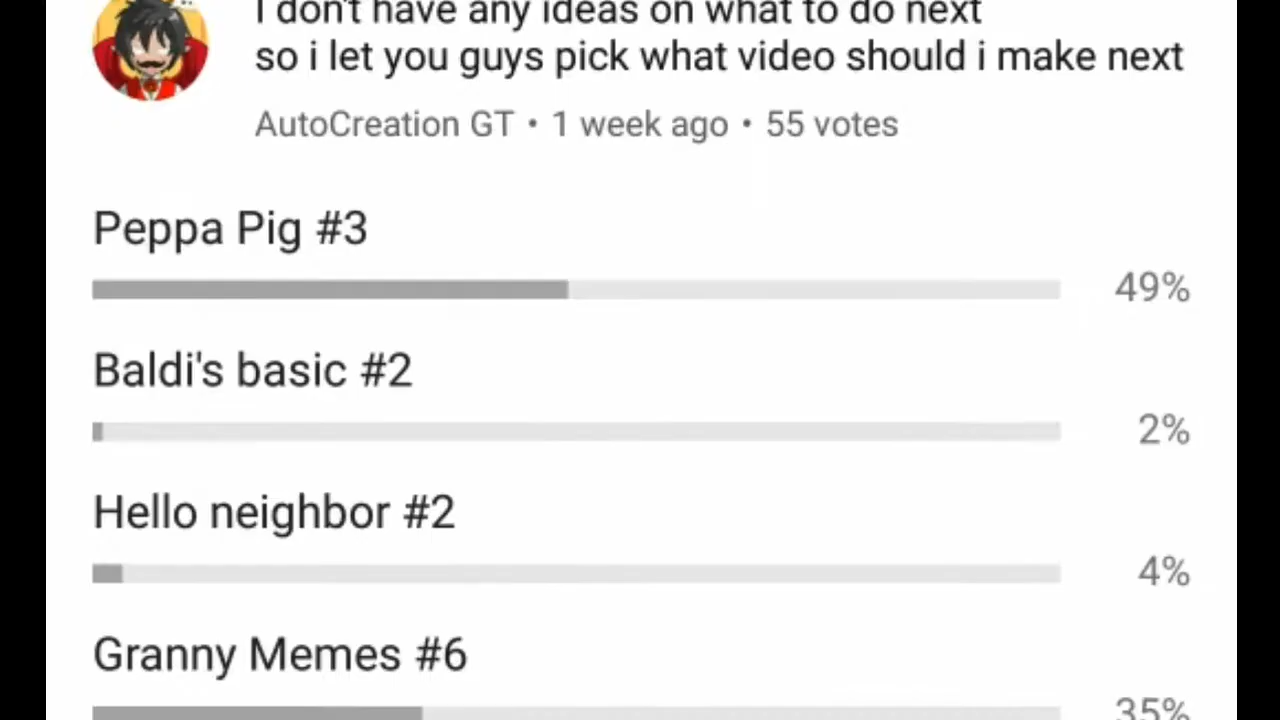 I don't have any ideas on what to do next
so i let you guys pick what video should i make next
AutoCreation GT • 1 week ago • 55 votes
Peppa Pig #3
49%
Baldi's basic #2
2%
Hello neighbor #2
4%
Granny Memes #6
35%